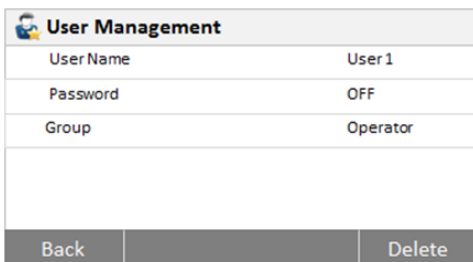 User Management
User Name User 1
Password OFF
Group Operator
Back Delete